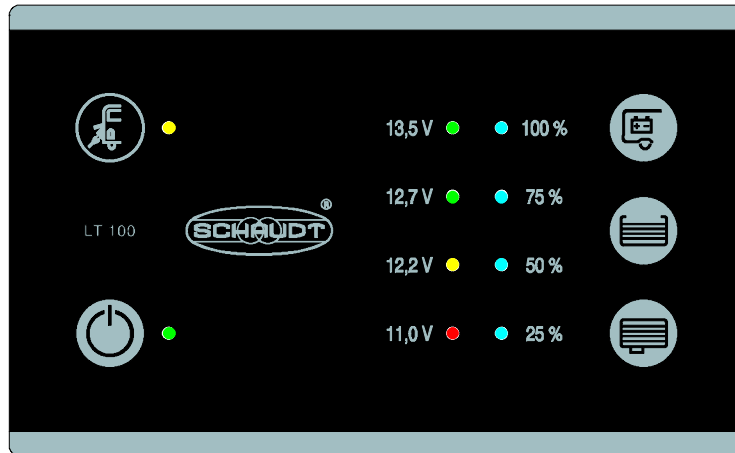 13,5 V 100 %
12,7 V 75 %
LT 100
SCHAUDT®
12,2 V 50 %
11,0 V 25 %